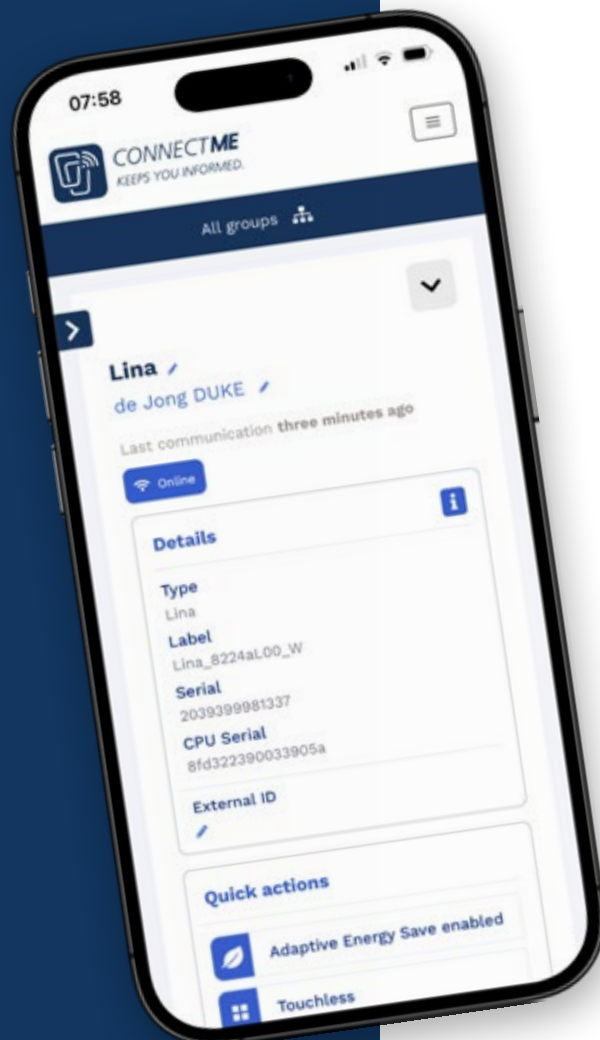 07:58
CONNECTME
KEEPS YOU INFORMED.
All groups
Lina
de Jong DUKE
Last communication three minutes ago
Online
Details
Type
Lina
Label
Lina_8224aL00_W
Serial
2039399981337
CPU Serial
8fd322390033905a
External ID
Quick actions
Adaptive Energy Save enabled
Touchless